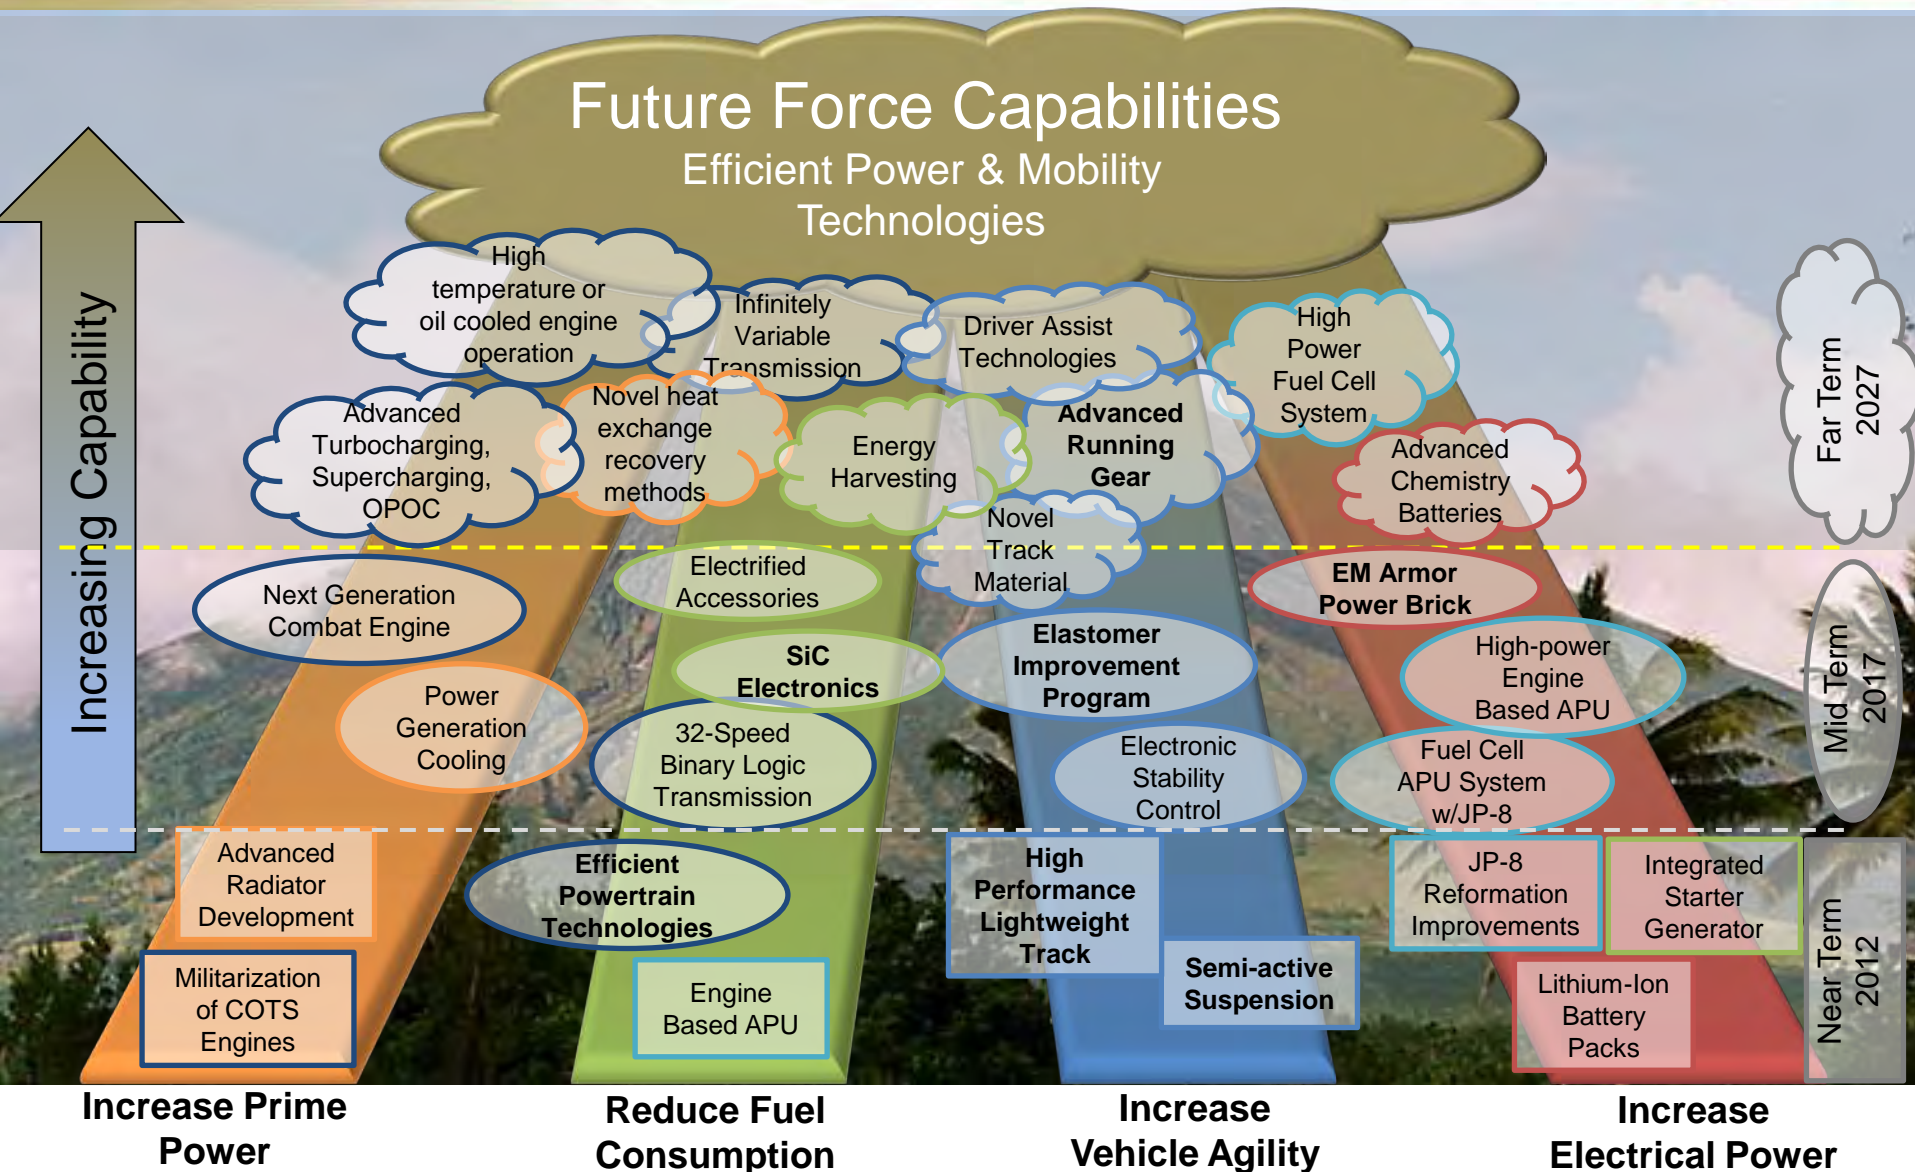 Future Force Capabilities
Efficient Power & Mobility
Technologies
Increasing Capability
High
temperature or
oil cooled engine
operation
Infinitely
Variable
Transmission
Driver Assist
Technologies
High
Power
Fuel Cell
System
Far Term
2027
Advanced
Turbocharging,
Supercharging,
OPOC
Novel heat
exchange
recovery
methods
Energy
Harvesting
Advanced
Running
Gear
Advanced
Chemistry
Batteries
Novel
Track
Material
Next Generation
Combat Engine
Electrified
Accessories
EM Armor
Power Brick
SiC
Electronics
Elastomer
Improvement
Program
High-power
Engine
Based APU
Mid Term
2017
Power
Generation
Cooling
32-Speed
Binary Logic
Transmission
Electronic
Stability
Control
Fuel Cell
APU System
w/JP-8
Advanced
Radiator
Development
Efficient
Powertrain
Technologies
High
Performance
Lightweight
Track
JP-8
Reformation
Improvements
Integrated
Starter
Generator
Near Term
2012
Militarization
of COTS
Engines
Engine
Based APU
Semi-active
Suspension
Lithium-Ion
Battery
Packs
Increase Prime
Power
Reduce Fuel
Consumption
Increase
Vehicle Agility
Increase
Electrical Power